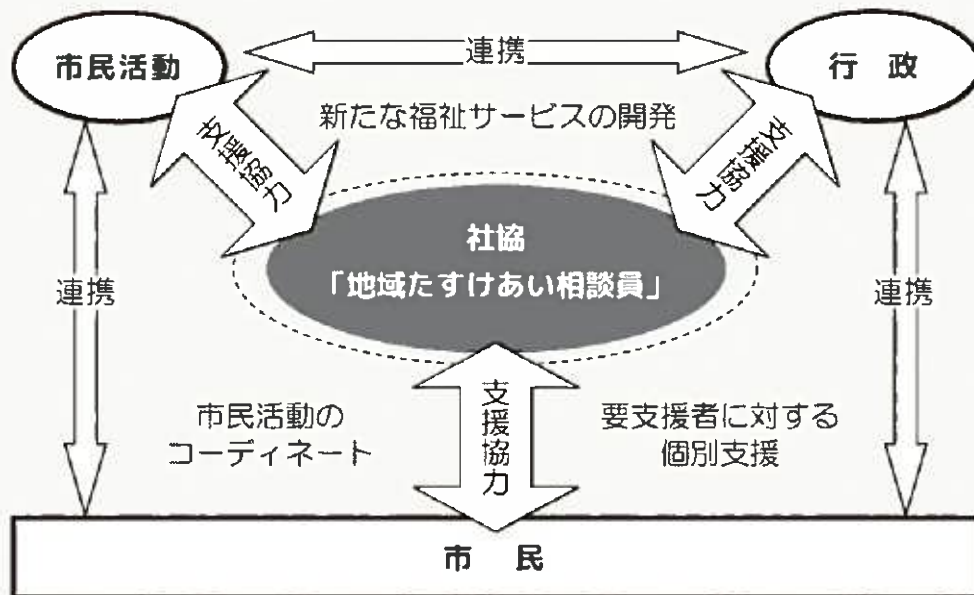 市民活動
連携
行 政
新たな福祉サービスの開発
支援協力
支援協力
社協
「地域たすけあい相談員」
連携
連携
支援協力
市民活動の
コーディネート
要支援者に対する
個別支援
市 民